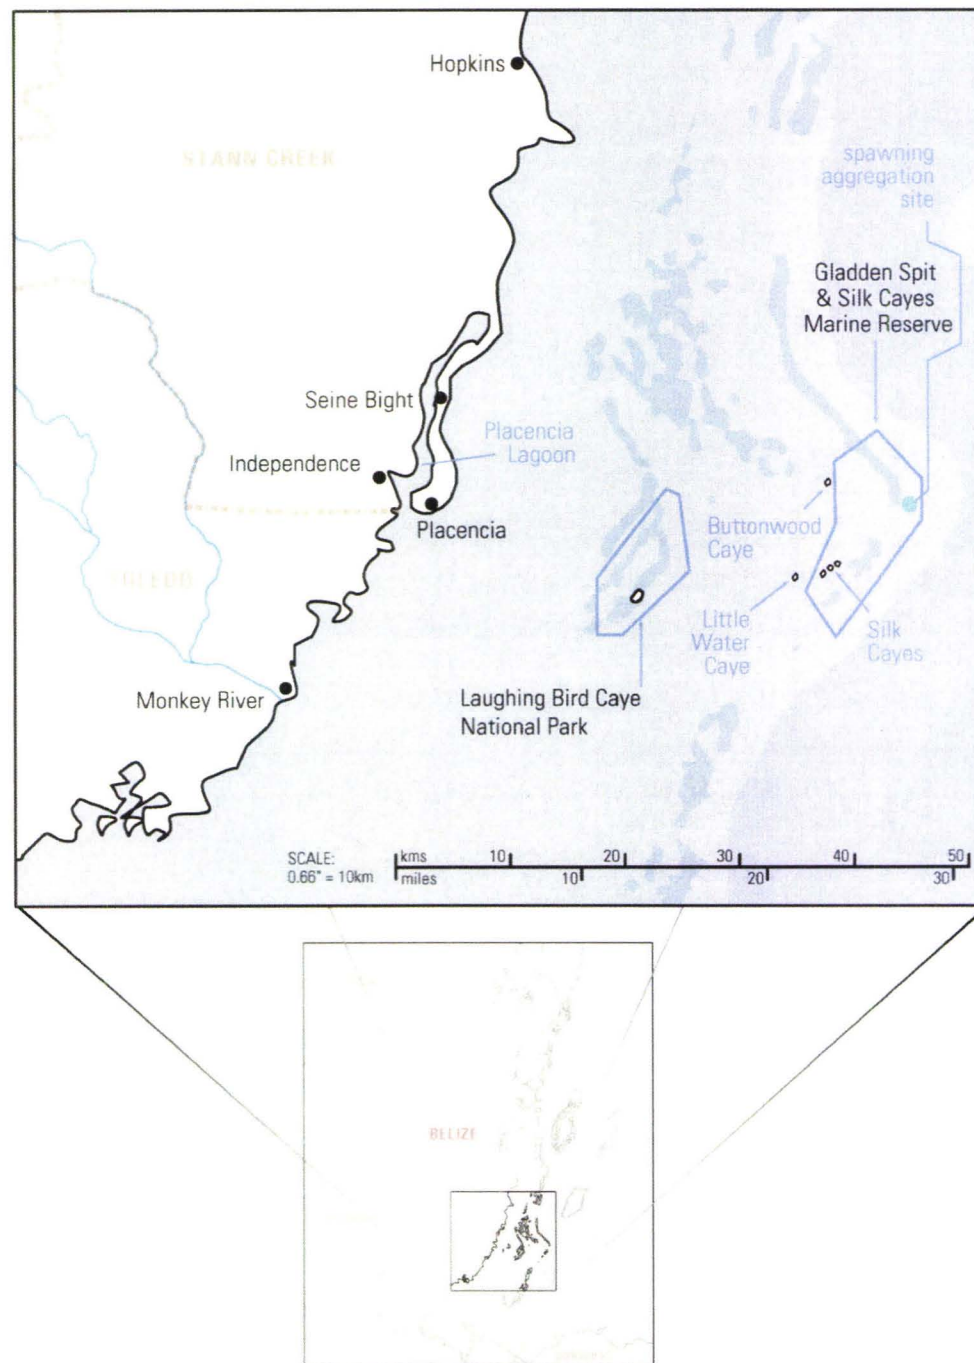 Hopkins
STANN CREEK
spawning
aggregation
site
Gladden Spit
& Silk Cayes
Marine Reserve
Seine Bight
Placencia
Lagoon
Independence
Placencia
Buttonwood
Caye
TOLEDO
Little
Water
Caye
Silk
Cayes
Monkey River
Laughing Bird Caye
National Park
SCALE:
0.66" = 10km
kms 10 20 30 40 50
miles 10 20 30
BELIZE